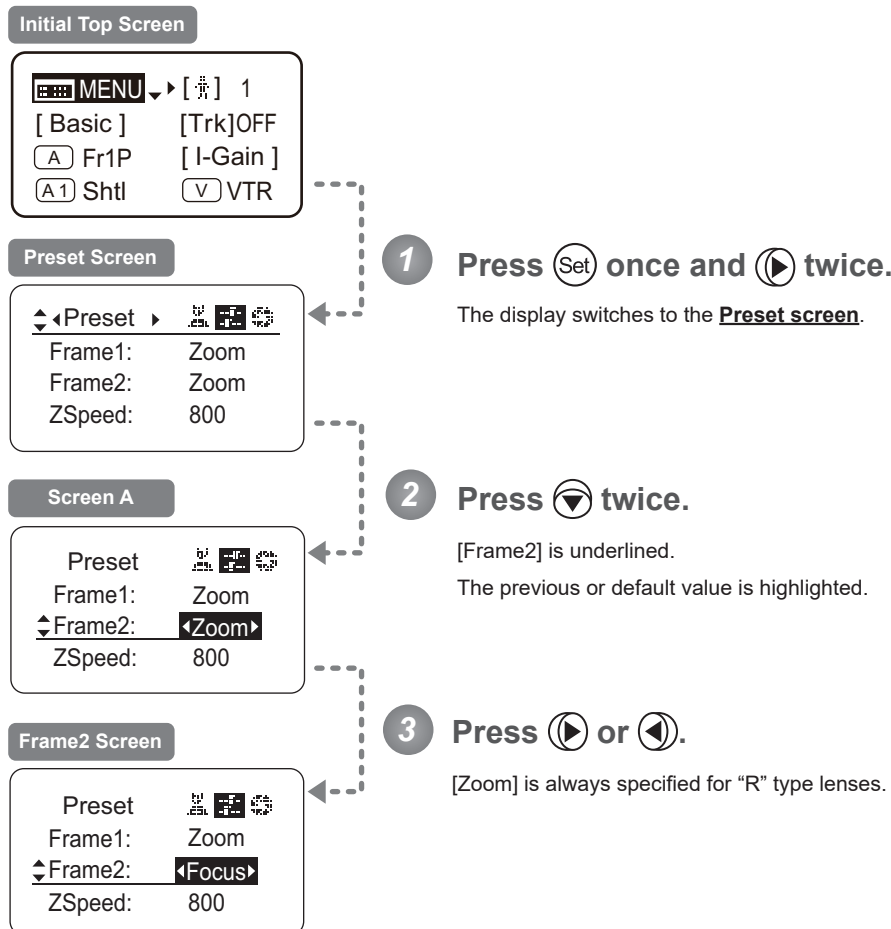 Initial Top Screen
MENU [ ] 1
[ Basic ] [Trk]OFF
A Fr1P [ I-Gain ]
A1 Shtl V VTR
Preset Screen
Preset
Frame1: Zoom
Frame2: Zoom
ZSpeed: 800
1 Press Set once and twice.
The display switches to the Preset screen.
Screen A
Preset
Frame1: Zoom
Frame2: Zoom
ZSpeed: 800
2 Press twice.
[Frame2] is underlined.
The previous or default value is highlighted.
Frame2 Screen
Preset
Frame1: Zoom
Frame2: Focus
ZSpeed: 800
3 Press or .
[Zoom] is always specified for “R” type lenses.